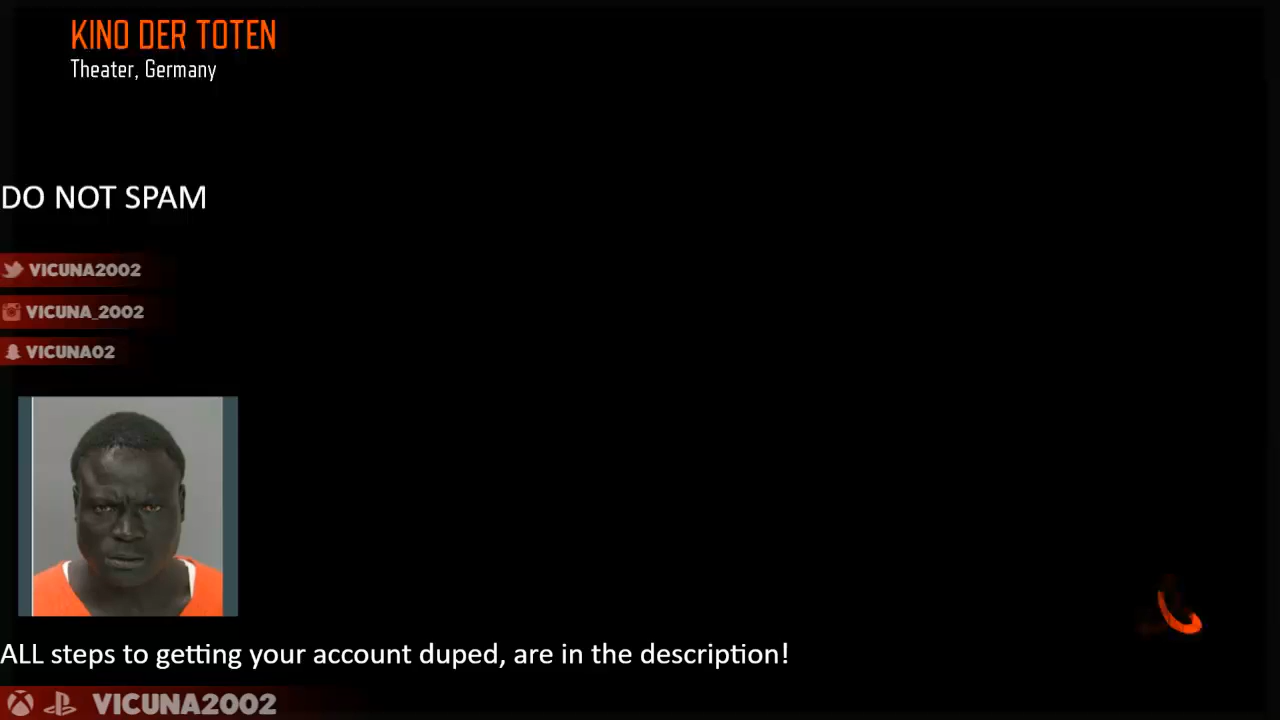 KINO DER TOTEN
Theater, Germany
DO NOT SPAM
VICUNA2002
VICUNA_2002
VICUNA02
ALL steps to getting your account duped, are in the description!
VICUNA2002